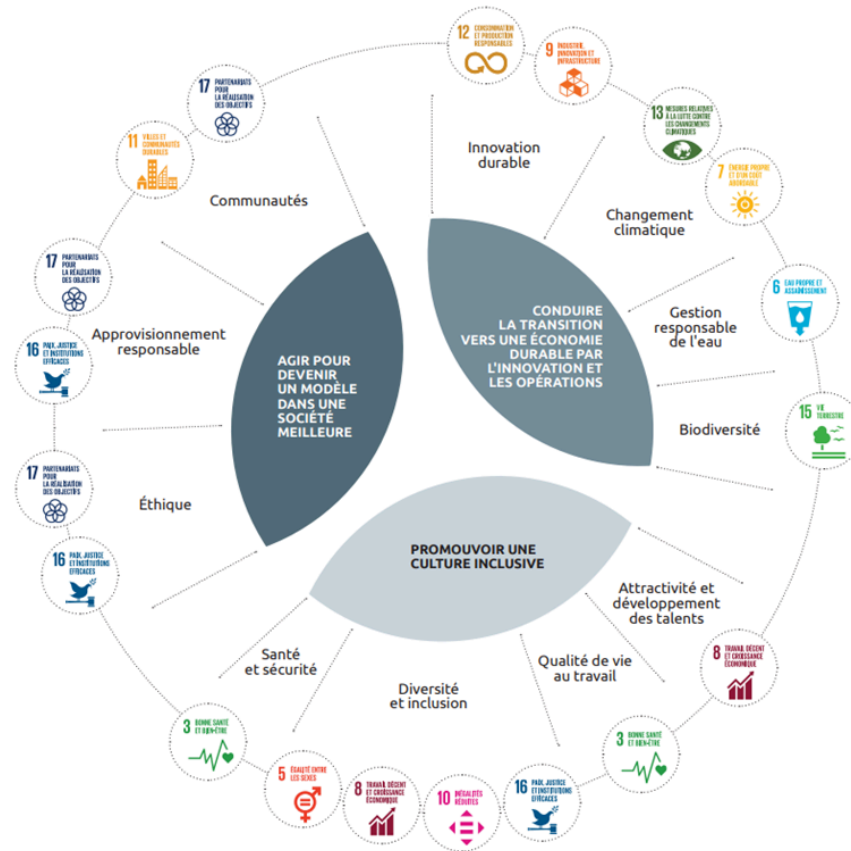 12 CONSOMMATION
ET PRODUCTION
RESPONSABLES
9 INDUSTRIE,
INNOVATION ET
INFRASTRUCTURE
13 MESURES RELATIVES
À LA LUTTE CONTRE
LES CHANGEMENTS
CLIMATIQUES
7 ÉNERGIE PROPRE
ET D'UN COÛT
ABORDABLE
6 EAU PROPRE ET
ASSAINISSEMENT
15 VIE
TERRESTRE
8 TRAVAIL DÉCENT
ET CROISSANCE
ÉCONOMIQUE
3 BONNE SANTÉ
ET BIEN-ÊTRE
16 PAIX, JUSTICE
ET INSTITUTIONS
EFFICACES
10 INÉGALITÉS
RÉDUITES
8 TRAVAIL DÉCENT
ET CROISSANCE
ÉCONOMIQUE
5 ÉGALITÉ ENTRE
LES SEXES
3 BONNE SANTÉ
ET BIEN-ÊTRE
16 PAIX, JUSTICE
ET INSTITUTIONS
EFFICACES
17 PARTENARIATS
POUR
LA RÉALISATION
DES OBJECTIFS
16 PAIX, JUSTICE
ET INSTITUTIONS
EFFICACES
17 PARTENARIATS
POUR
LA RÉALISATION
DES OBJECTIFS
11 VILLES ET
COMMUNAUTÉS
DURABLES
17 PARTENARIATS
POUR
LA RÉALISATION
DES OBJECTIFS
Innovation
durable
Changement
climatique
Gestion
responsable
de l'eau
Biodiversité
CONDUIRE
LA TRANSITION
VERS UNE ÉCONOMIE
DURABLE PAR
L'INNOVATION ET
LES OPÉRATIONS
Communautés
Approvisionnement
responsable
Éthique
AGIR POUR
DEVENIR
UN MODÈLE
DANS UNE
SOCIÉTÉ
MEILLEURE
PROMOUVOIR UNE
CULTURE INCLUSIVE
Attractivité et
développement
des talents
Qualité de vie
au travail
Diversité
et inclusion
Santé
et sécurité